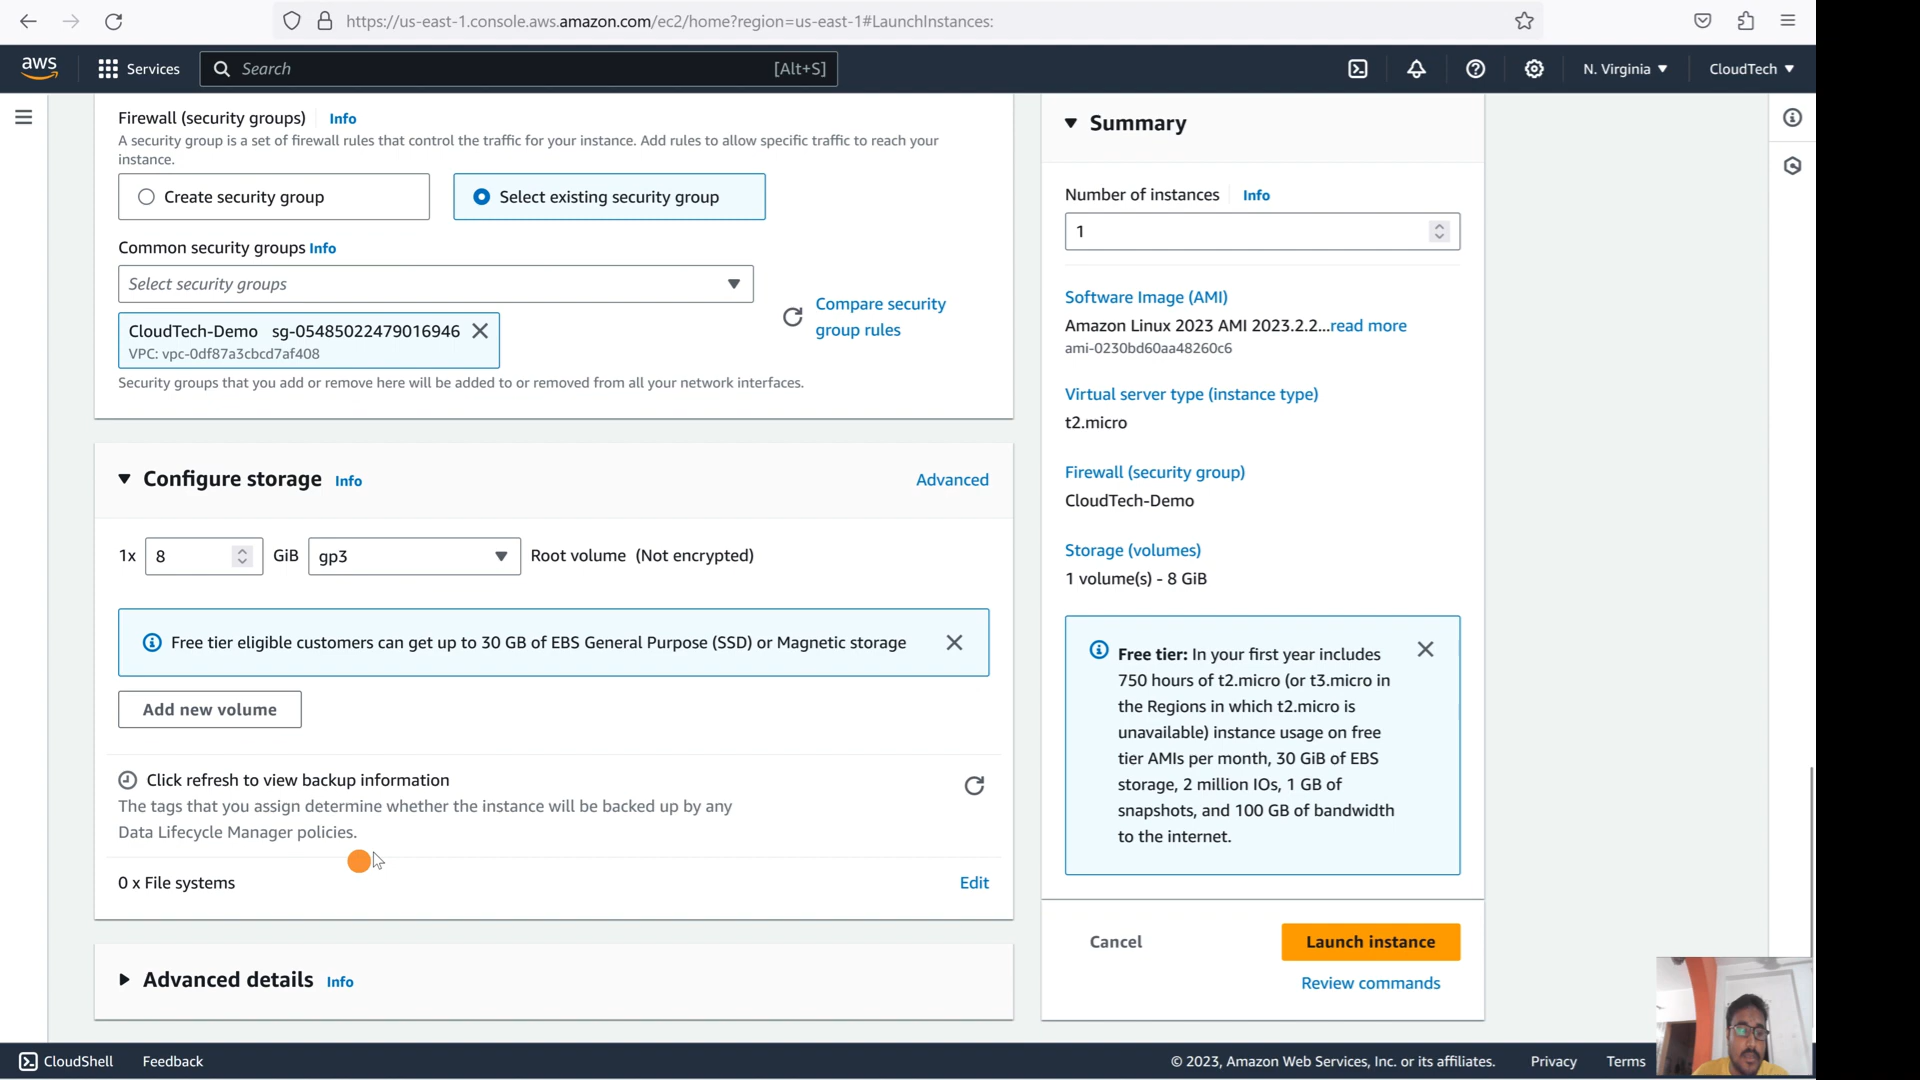 https://us-east-1.console.aws.amazon.com/ec2/home?region=us-east-1#LaunchInstances:
aws
Services
Search
[Alt+S]
N. Virginia
CloudTech
Firewall (security groups) Info
A security group is a set of firewall rules that control the traffic for your instance. Add rules to allow specific traffic to reach your
instance.
Create security group
Select existing security group
Common security groups Info
Select security groups
Compare security
group rules
CloudTech-Demo sg-05485022479016946
VPC: vpc-0df87a3cbcd7af408
Security groups that you add or remove here will be added to or removed from all your network interfaces.
Configure storage Info
Advanced
1x 8 GiB gp3 Root volume (Not encrypted)
Free tier eligible customers can get up to 30 GB of EBS General Purpose (SSD) or Magnetic storage
Add new volume
Click refresh to view backup information
The tags that you assign determine whether the instance will be backed up by any
Data Lifecycle Manager policies.
0 x File systems
Edit
Advanced details Info
Summary
Number of instances Info
1
Software Image (AMI)
Amazon Linux 2023 AMI 2023.2.2...read more
ami-0230bd60aa48260c6
Virtual server type (instance type)
t2.micro
Firewall (security group)
CloudTech-Demo
Storage (volumes)
1 volume(s) - 8 GiB
Free tier: In your first year includes
750 hours of t2.micro (or t3.micro in
the Regions in which t2.micro is
unavailable) instance usage on free
tier AMIs per month, 30 GiB of EBS
storage, 2 million IOs, 1 GB of
snapshots, and 100 GB of bandwidth
to the internet.
Cancel
Launch instance
Review commands
CloudShell
Feedback
© 2023, Amazon Web Services, Inc. or its affiliates.
Privacy
Terms